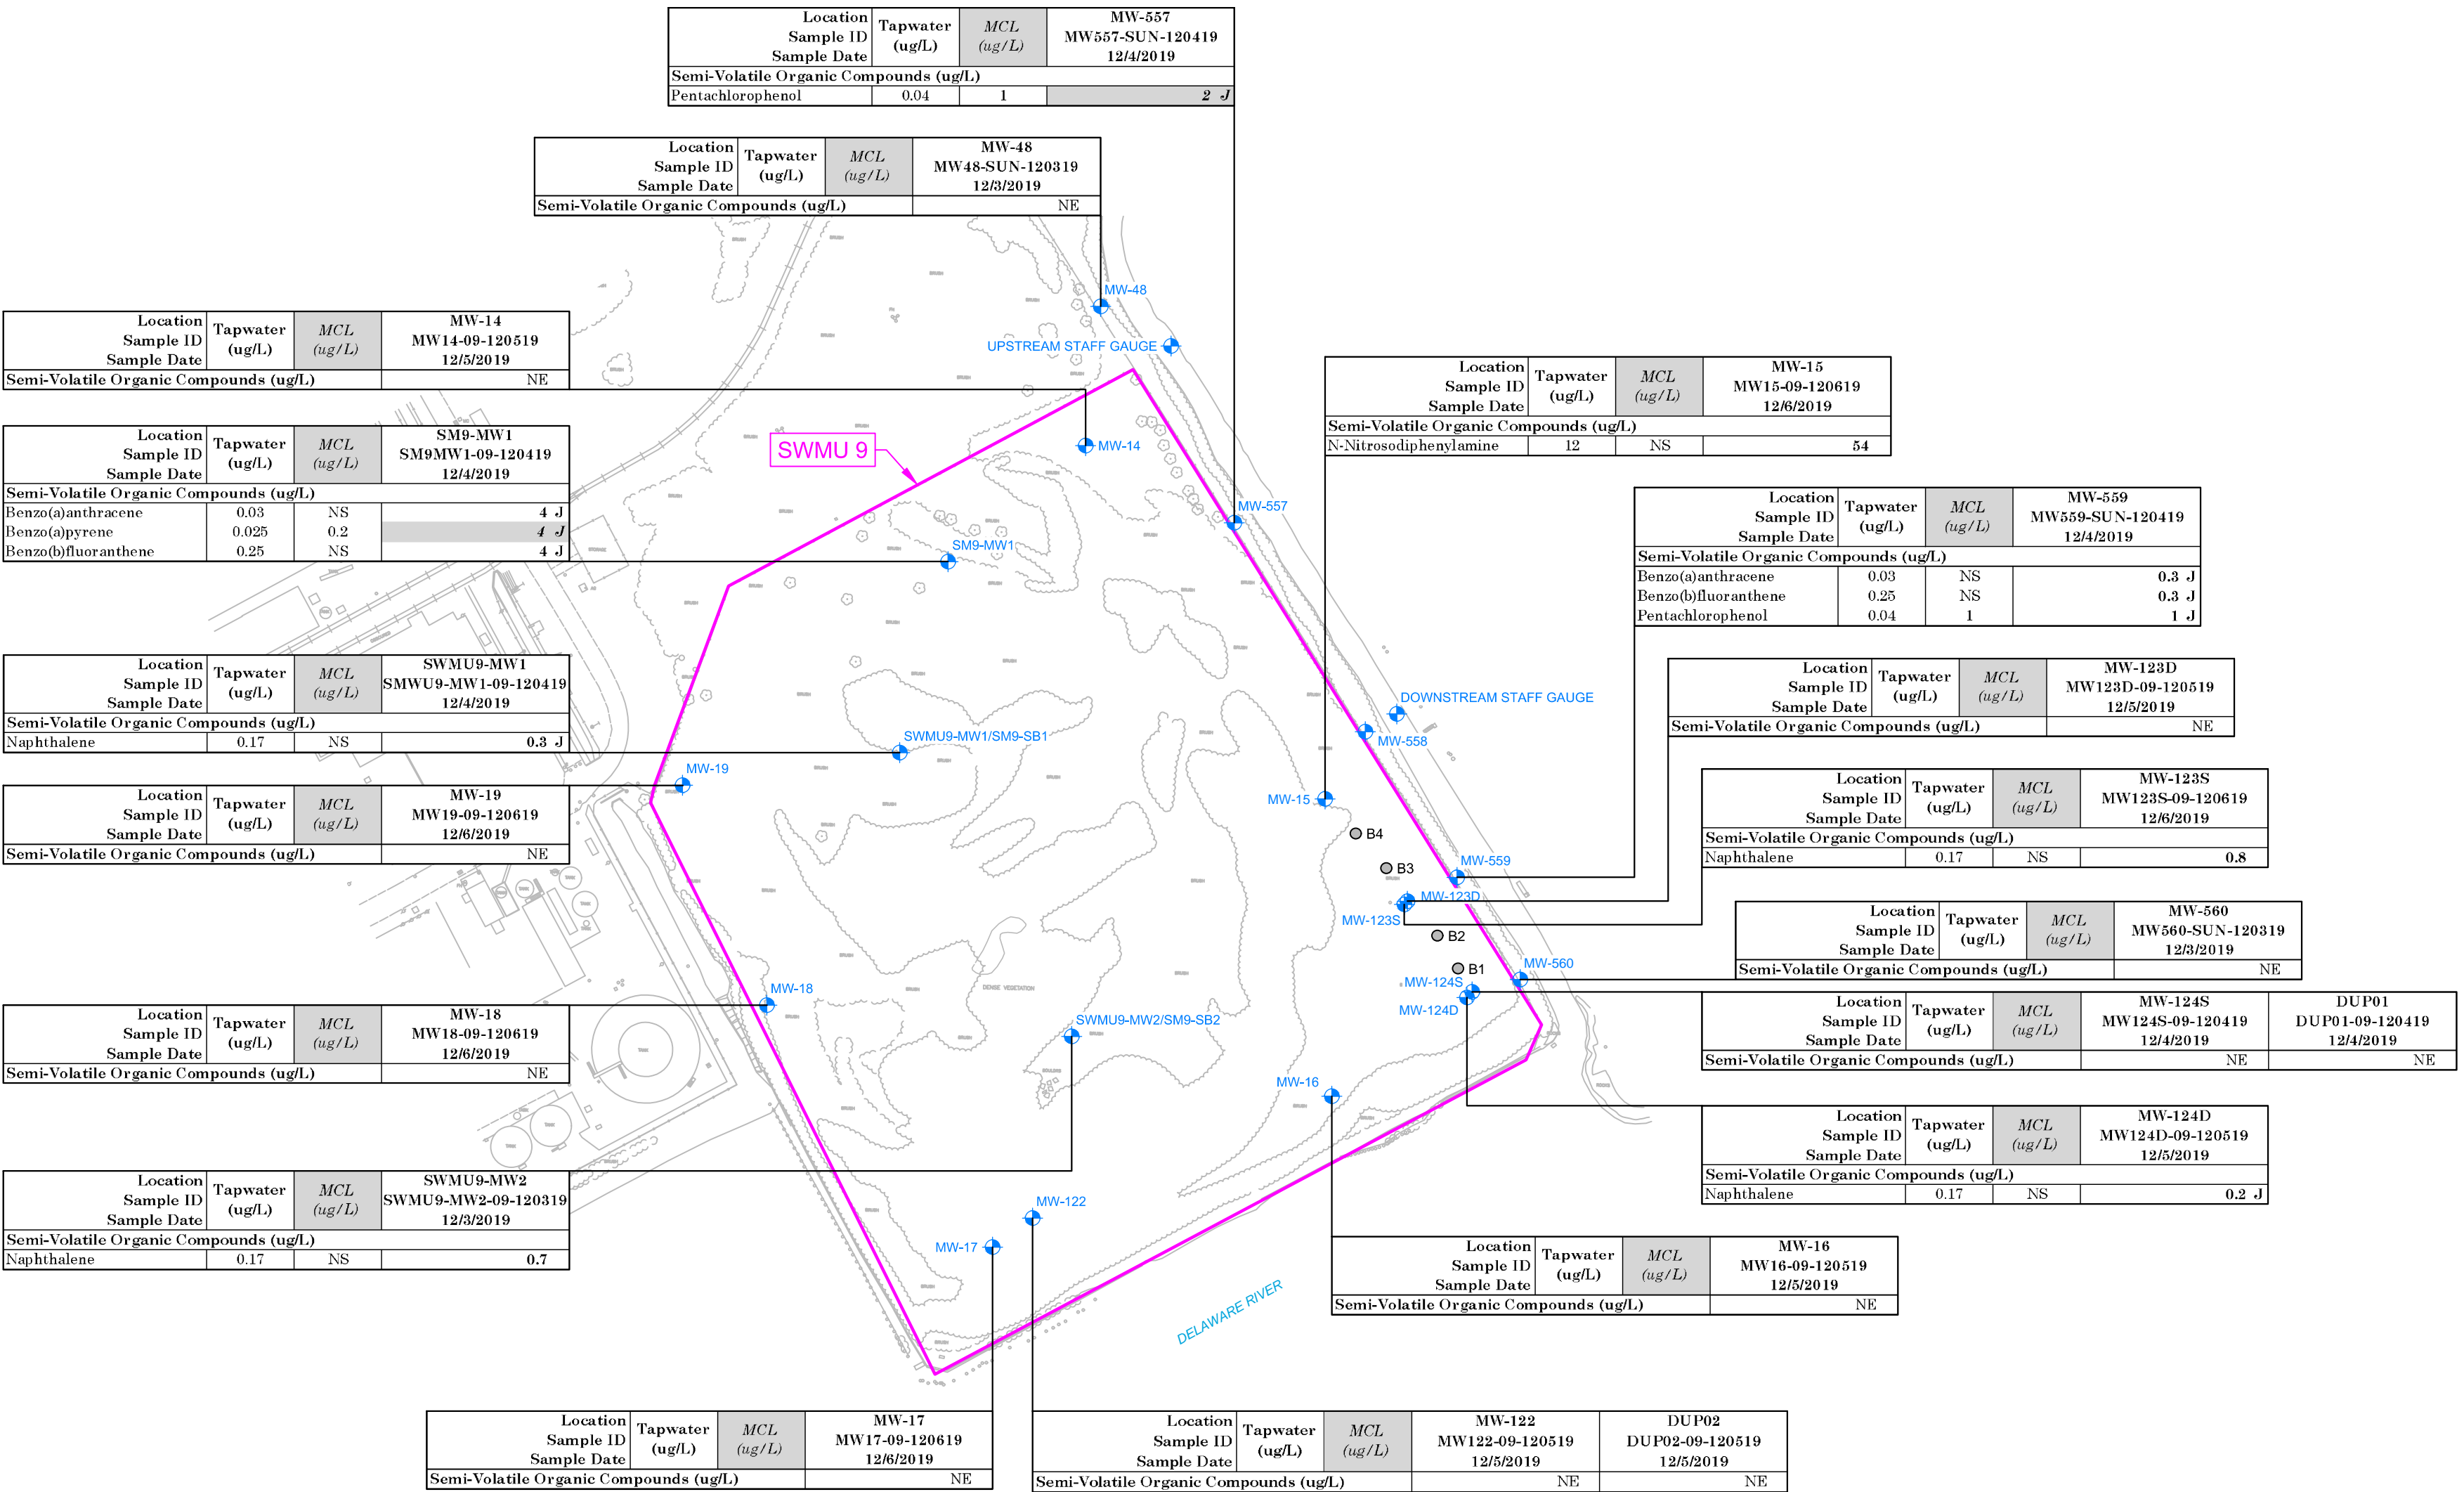 Location Tapwater (ug/L) MCL (ug/L) MW-557
Sample ID MW557-SUN-120419
Sample Date 12/4/2019
Semi-Volatile Organic Compounds (ug/L)
Pentachlorophenol 0.04 1 2 J
Location Tapwater (ug/L) MCL (ug/L) MW-48
Sample ID MW48-SUN-120319
Sample Date 12/3/2019
Semi-Volatile Organic Compounds (ug/L) NE
Location Tapwater (ug/L) MCL (ug/L) MW-14
Sample ID MW14-09-120519
Sample Date 12/5/2019
Semi-Volatile Organic Compounds (ug/L) NE
Location Tapwater (ug/L) MCL (ug/L) SM9-MW1
Sample ID SM9MW1-09-120419
Sample Date 12/4/2019
Semi-Volatile Organic Compounds (ug/L)
Benzo(a)anthracene 0.03 NS 4 J
Benzo(a)pyrene 0.025 0.2 4 J
Benzo(b)fluoranthene 0.25 NS 4 J
Location Tapwater (ug/L) MCL (ug/L) SWMU9-MW1
Sample ID SMWU9-MW1-09-120419
Sample Date 12/4/2019
Semi-Volatile Organic Compounds (ug/L)
Naphthalene 0.17 NS 0.3 J
Location Tapwater (ug/L) MCL (ug/L) MW-19
Sample ID MW19-09-120619
Sample Date 12/6/2019
Semi-Volatile Organic Compounds (ug/L) NE
Location Tapwater (ug/L) MCL (ug/L) MW-18
Sample ID MW18-09-120619
Sample Date 12/6/2019
Semi-Volatile Organic Compounds (ug/L) NE
Location Tapwater (ug/L) MCL (ug/L) SWMU9-MW2
Sample ID SWMU9-MW2-09-120319
Sample Date 12/3/2019
Semi-Volatile Organic Compounds (ug/L)
Naphthalene 0.17 NS 0.7
Location Tapwater (ug/L) MCL (ug/L) MW-17
Sample ID MW17-09-120619
Sample Date 12/6/2019
Semi-Volatile Organic Compounds (ug/L) NE
Location Tapwater (ug/L) MCL (ug/L) MW-122 DUP02
Sample ID MW122-09-120519 DUP02-09-120519
Sample Date 12/5/2019 12/5/2019
Semi-Volatile Organic Compounds (ug/L) NE NE
Location Tapwater (ug/L) MCL (ug/L) MW-15
Sample ID MW15-09-120619
Sample Date 12/6/2019
Semi-Volatile Organic Compounds (ug/L)
N-Nitrosodiphenylamine 12 NS 54
Location Tapwater (ug/L) MCL (ug/L) MW-559
Sample ID MW559-SUN-120419
Sample Date 12/4/2019
Semi-Volatile Organic Compounds (ug/L)
Benzo(a)anthracene 0.03 NS 0.3 J
Benzo(b)fluoranthene 0.25 NS 0.3 J
Pentachlorophenol 0.04 1 1 J
Location Tapwater (ug/L) MCL (ug/L) MW-123D
Sample ID MW123D-09-120519
Sample Date 12/5/2019
Semi-Volatile Organic Compounds (ug/L) NE
Location Tapwater (ug/L) MCL (ug/L) MW-123S
Sample ID MW123S-09-120619
Sample Date 12/6/2019
Semi-Volatile Organic Compounds (ug/L)
Naphthalene 0.17 NS 0.8
Location Tapwater (ug/L) MCL (ug/L) MW-560
Sample ID MW560-SUN-120319
Sample Date 12/3/2019
Semi-Volatile Organic Compounds (ug/L) NE
Location Tapwater (ug/L) MCL (ug/L) MW-124S DUP01
Sample ID MW124S-09-120419 DUP01-09-120419
Sample Date 12/4/2019 12/4/2019
Semi-Volatile Organic Compounds (ug/L) NE NE
Location Tapwater (ug/L) MCL (ug/L) MW-124D
Sample ID MW124D-09-120519
Sample Date 12/5/2019
Semi-Volatile Organic Compounds (ug/L)
Naphthalene 0.17 NS 0.2 J
Location Tapwater (ug/L) MCL (ug/L) MW-16
Sample ID MW16-09-120519
Sample Date 12/5/2019
Semi-Volatile Organic Compounds (ug/L) NE
MW-48
UPSTREAM STAFF GAUGE
SWMU 9
MW-14
MW-557
SM9-MW1
DOWNSTREAM STAFF GAUGE
SWMU9-MW1/SM9-SB1
MW-558
MW-19
MW-15
B4
MW-559
B3
MW-123D
MW-123S
B2
MW-560
B1
MW-124S
DENSE VEGETATION
MW-18
MW-124D
SWMU9-MW2/SM9-SB2
MW-16
MW-122
MW-17
DELAWARE RIVER